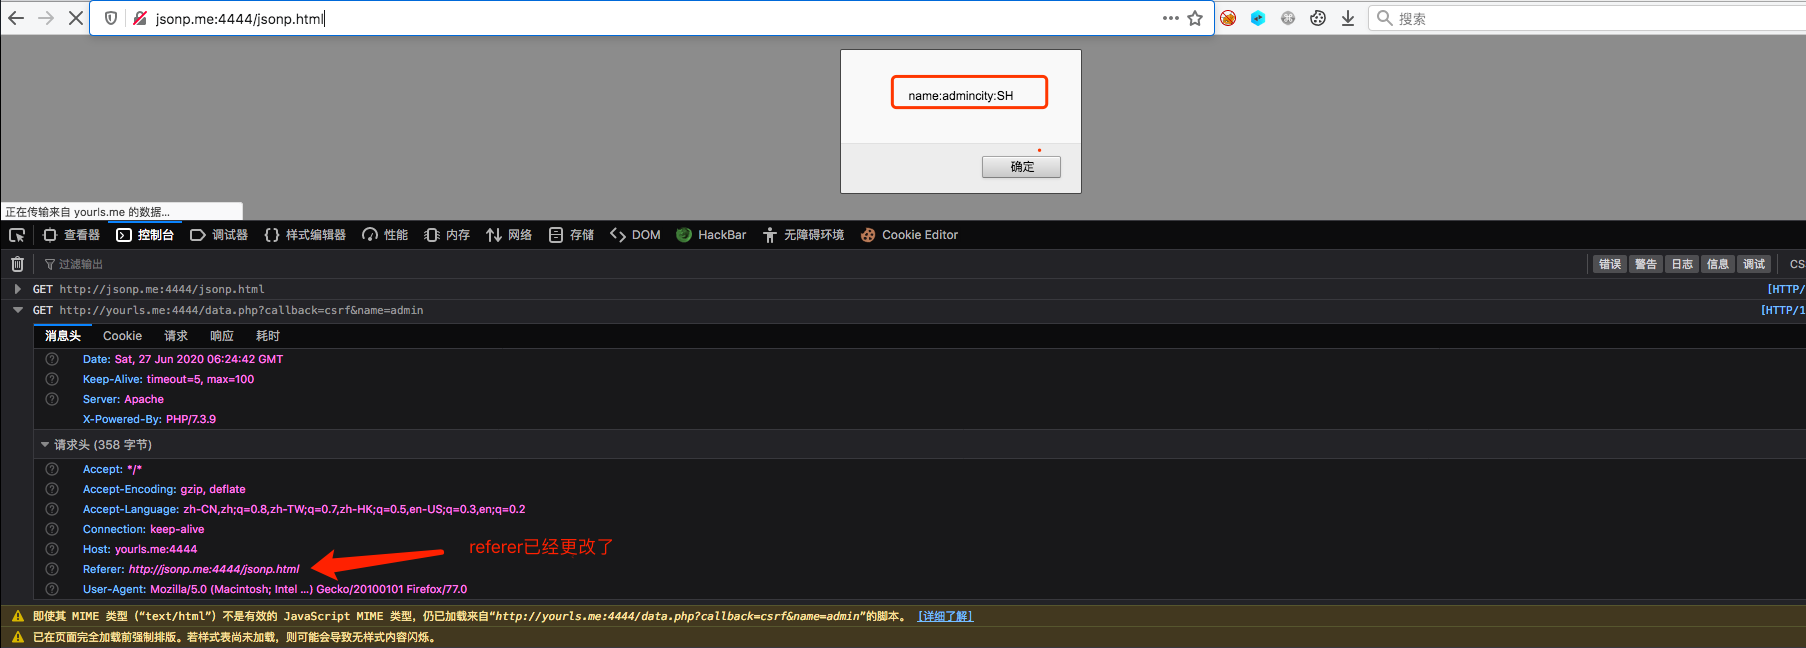 jsonp.me:4444/jsonp.html
搜索
name:admincity:SH
确定
正在传输来自 yourls.me 的数据...
查看器 控制台 调试器 样式编辑器 性能 内存 网络 存储 DOM HackBar 无障碍环境 Cookie Editor
过滤输出 错误 警告 日志 信息 调试 CS
GET http://jsonp.me:4444/jsonp.html [HTTP/
GET http://yourls.me:4444/data.php?callback=csrf&name=admin [HTTP/1
消息头 Cookie 请求 响应 耗时
Date: Sat, 27 Jun 2020 06:24:42 GMT
Keep-Alive: timeout=5, max=100
Server: Apache
X-Powered-By: PHP/7.3.9
请求头 (358 字节)
Accept: */*
Accept-Encoding: gzip, deflate
Accept-Language: zh-CN,zh;q=0.8,zh-TW;q=0.7,zh-HK;q=0.5,en-US;q=0.3,en;q=0.2
Connection: keep-alive
Host: yourls.me:4444
referer已经更改了
Referer: http://jsonp.me:4444/jsonp.html
User-Agent: Mozilla/5.0 (Macintosh; Intel ...) Gecko/20100101 Firefox/77.0
即使其 MIME 类型 (“text/html”) 不是有效的 JavaScript MIME 类型，仍已加载来自“http://yourls.me:4444/data.php?callback=csrf&name=admin”的脚本。 [详细了解]
已在页面完全加载前强制排版。若样式表尚未加载，则可能会导致无样式内容闪烁。